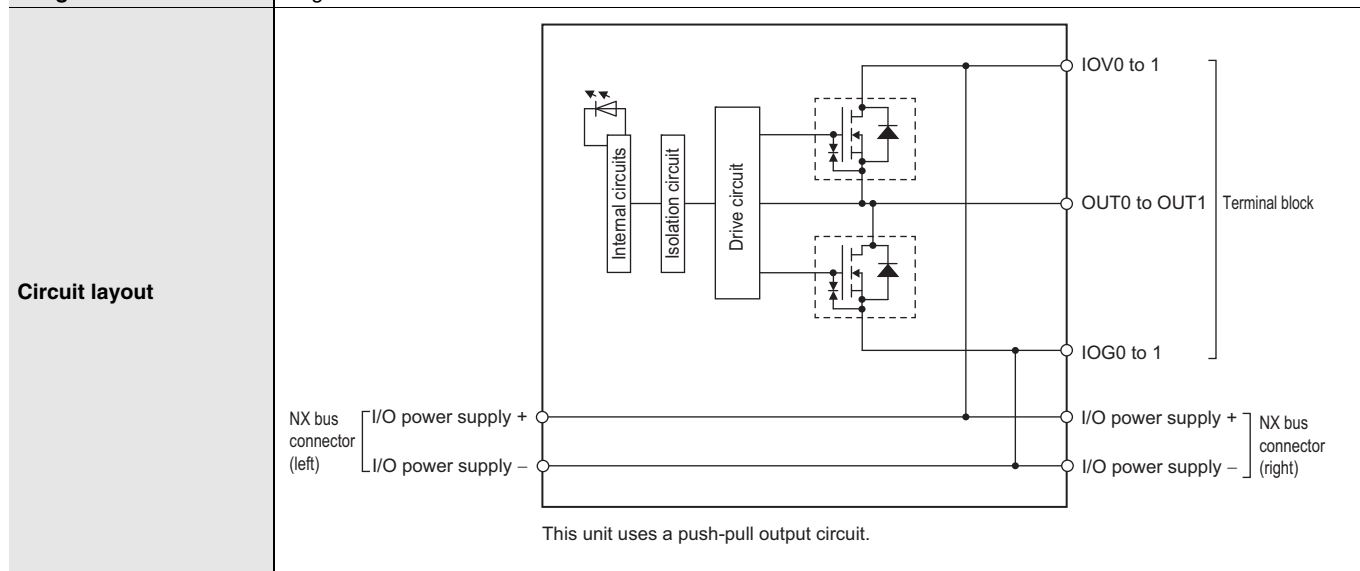 Circuit layout
Internal circuits
Isolation circuit
Drive circuit
IOV0 to 1
OUT0 to OUT1
Terminal block
IOG0 to 1
NX bus
connector
(left)
I/O power supply +
I/O power supply –
I/O power supply +
I/O power supply –
NX bus
connector
(right)
This unit uses a push-pull output circuit.